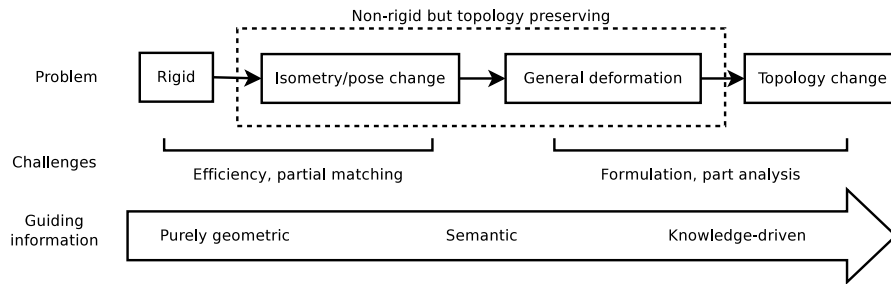 Non-rigid but topology preserving
Problem
Rigid
Isometry/pose change
General deformation
Topology change
Challenges
Efficiency, partial matching
Formulation, part analysis
Guiding
information
Purely geometric
Semantic
Knowledge-driven